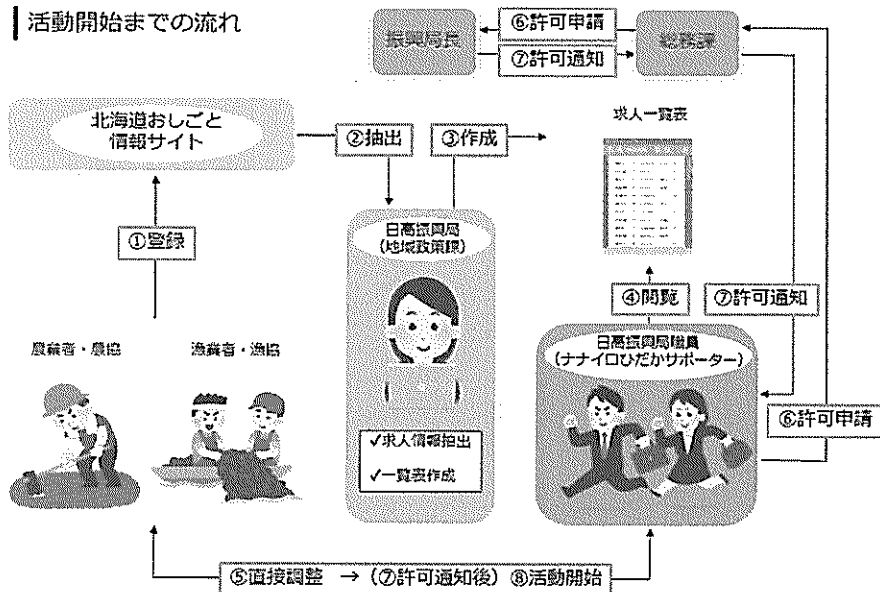 活動開始までの流れ
振興局長
⑥許可申請
⑦許可通知
総務課
北海道おしごと
情報サイト
②抽出
③作成
求人一覧表
①登録
日高振興局
(地域政策課)
④閲覧
⑦許可通知
農業者・農協
漁業者・漁協
日高振興局職員
(ナナイロひだかサポーター)
⑥許可申請
✓求人情報抽出
✓一覧表作成
⑤直接調整 → (⑦許可通知後) ⑧活動開始